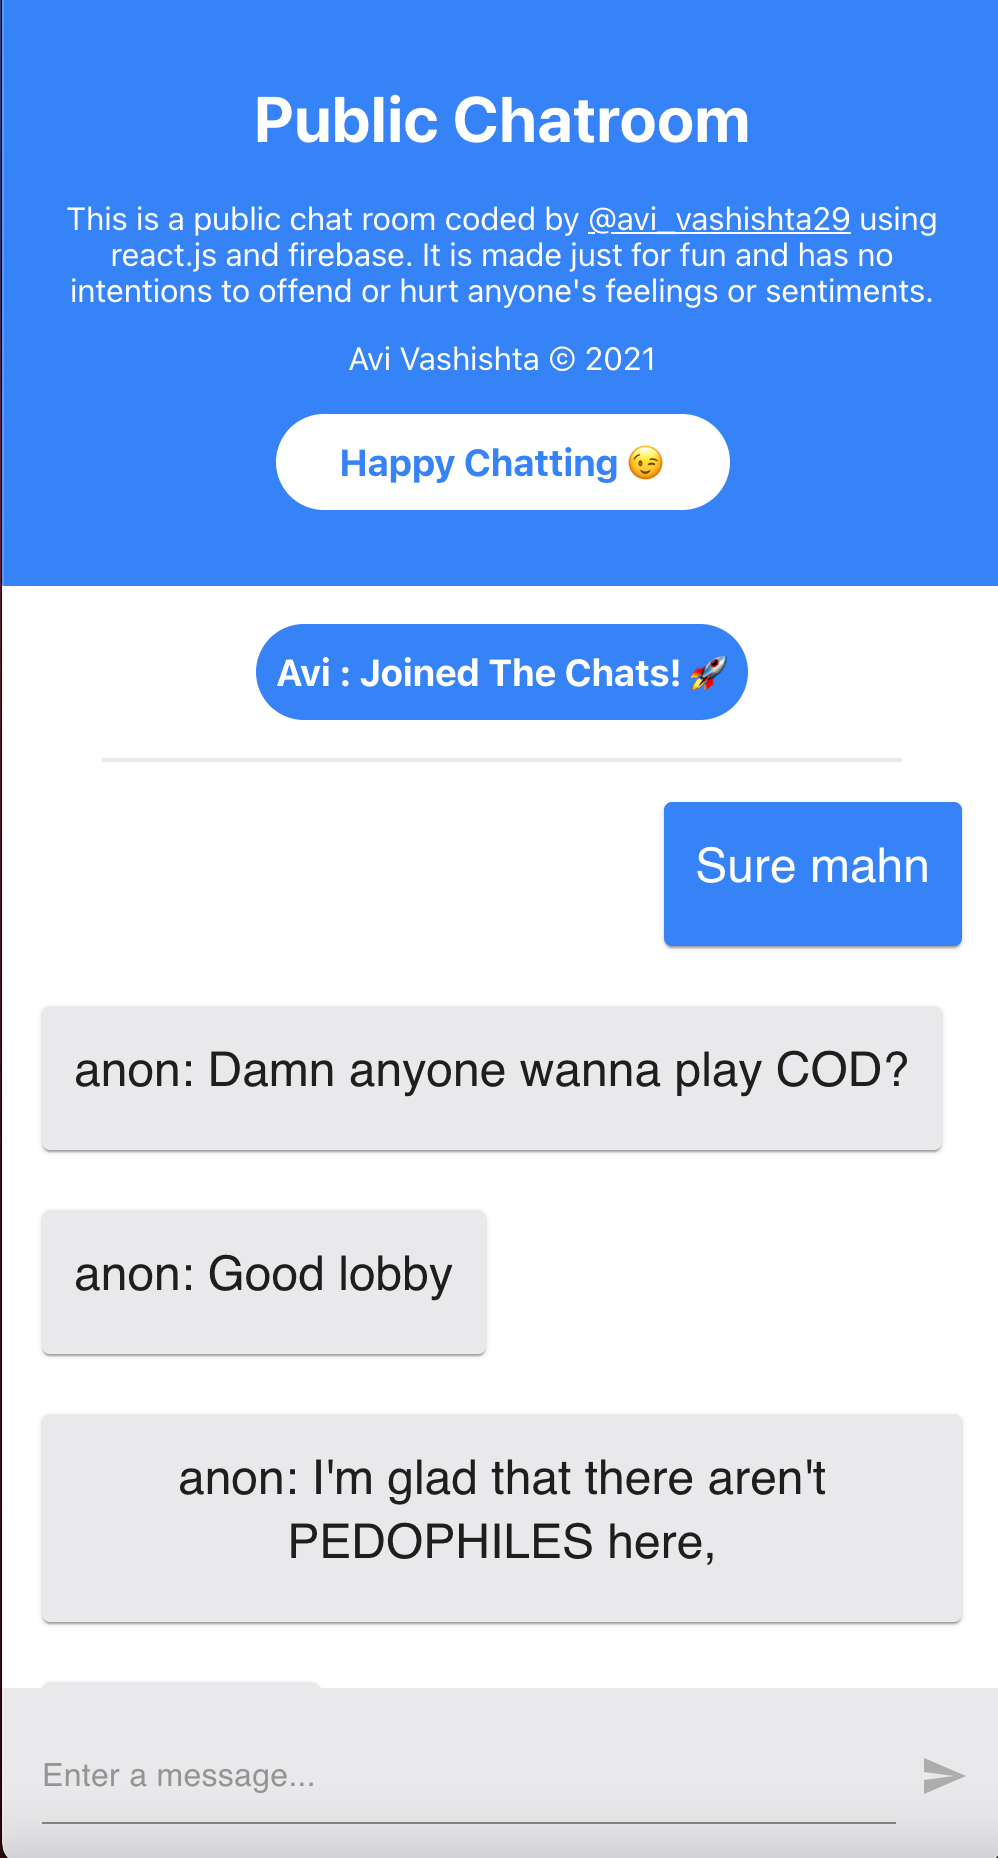 Public Chatroom
This is a public chat room coded by @avi_vashishta29 using
react.js and firebase. It is made just for fun and has no
intentions to offend or hurt anyone's feelings or sentiments.
Avi Vashishta © 2021
Happy Chatting 😉
Avi : Joined The Chats! 🚀
Sure mahn
anon: Damn anyone wanna play COD?
anon: Good lobby
anon: I'm glad that there aren't
PEDOPHILES here,
Enter a message...